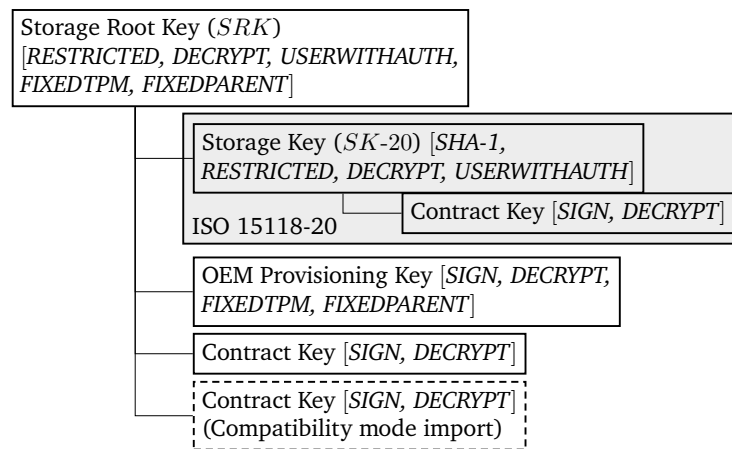 Storage Root Key (SRK)
[RESTRICTED, DECRYPT, USERWITHAUTH,
FIXEDTPM, FIXEDPARENT]
Storage Key (SK-20) [SHA-1,
RESTRICTED, DECRYPT, USERWITHAUTH]
Contract Key [SIGN, DECRYPT]
ISO 15118-20
OEM Provisioning Key [SIGN, DECRYPT,
FIXEDTPM, FIXEDPARENT]
Contract Key [SIGN, DECRYPT]
Contract Key [SIGN, DECRYPT]
(Compatibility mode import)